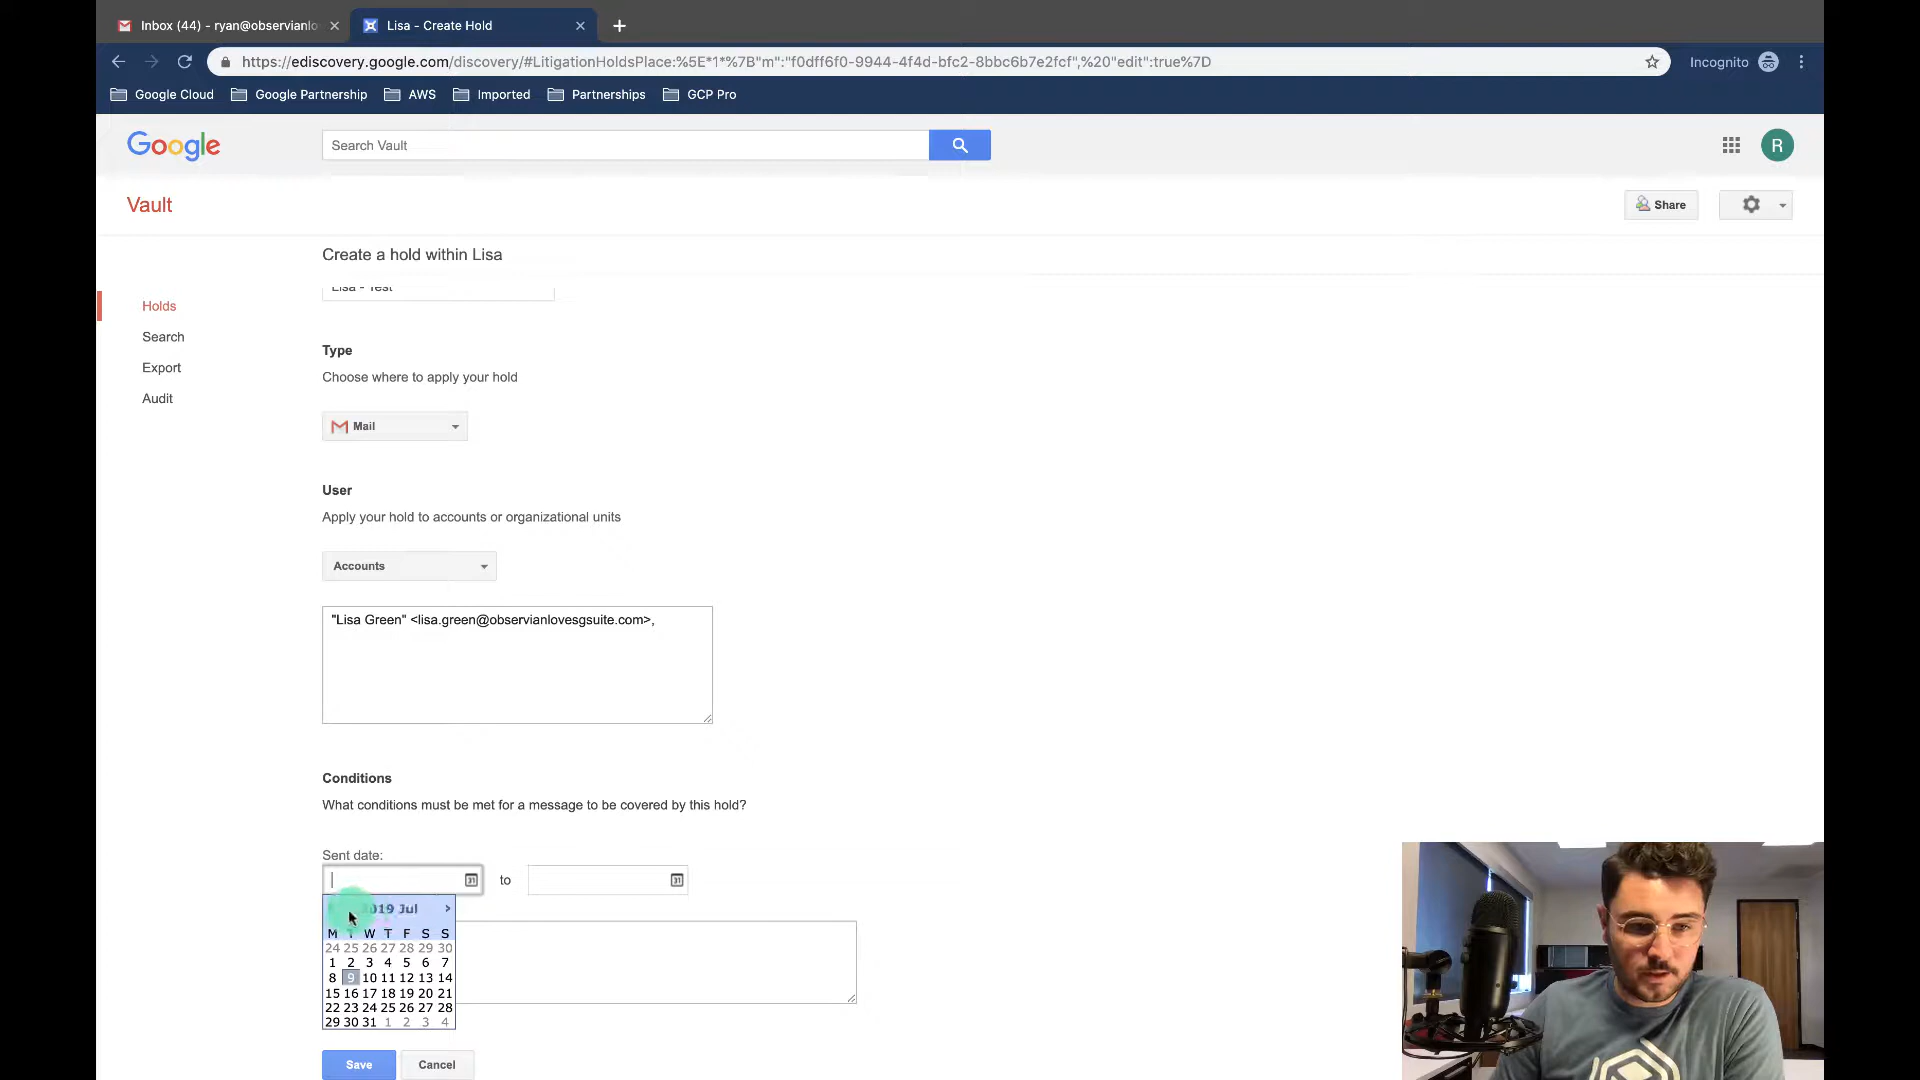 Inbox (44) - ryan@observianlo
Lisa - Create Hold
https://ediscovery.google.com/discovery/#LitigationHoldsPlace:%5E*1*%7B"m":"f0dff6f0-9944-4f4d-bfc2-8bbc6b7e2fcf",%20"edit":true%7D
Incognito
Google Cloud
Google Partnership
AWS
Imported
Partnerships
GCP Pro
Google
Search Vault
R
Vault
Share
Create a hold within Lisa
Lisa - Test
Holds
Search
Export
Audit
Type
Choose where to apply your hold
Mail
User
Apply your hold to accounts or organizational units
Accounts
"Lisa Green" <lisa.green@observianlovesgsuite.com>,
Conditions
What conditions must be met for a message to be covered by this hold?
Sent date:
31 to 31
2019 Jul ›
M T W T F S S
24 25 26 27 28 29 30
1 2 3 4 5 6 7
8 9 10 11 12 13 14
15 16 17 18 19 20 21
22 23 24 25 26 27 28
29 30 31 1 2 3 4
Save
Cancel